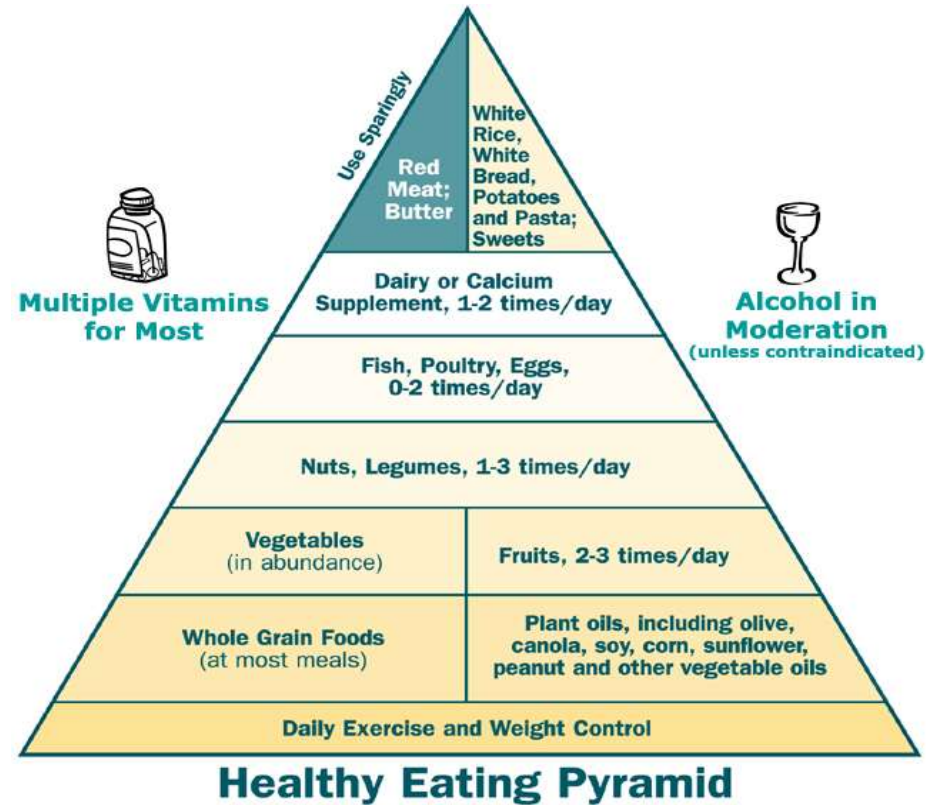 Use Sparingly
Red
Meat;
Butter
White
Rice,
White
Bread,
Potatoes
and Pasta;
Sweets
Multiple Vitamins
for Most
Alcohol in
Moderation
(unless contraindicated)
Dairy or Calcium
Supplement, 1-2 times/day
Fish, Poultry, Eggs,
0-2 times/day
Nuts, Legumes, 1-3 times/day
Vegetables
(in abundance)
Fruits, 2-3 times/day
Whole Grain Foods
(at most meals)
Plant oils, including olive,
canola, soy, corn, sunflower,
peanut and other vegetable oils
Daily Exercise and Weight Control
Healthy Eating Pyramid